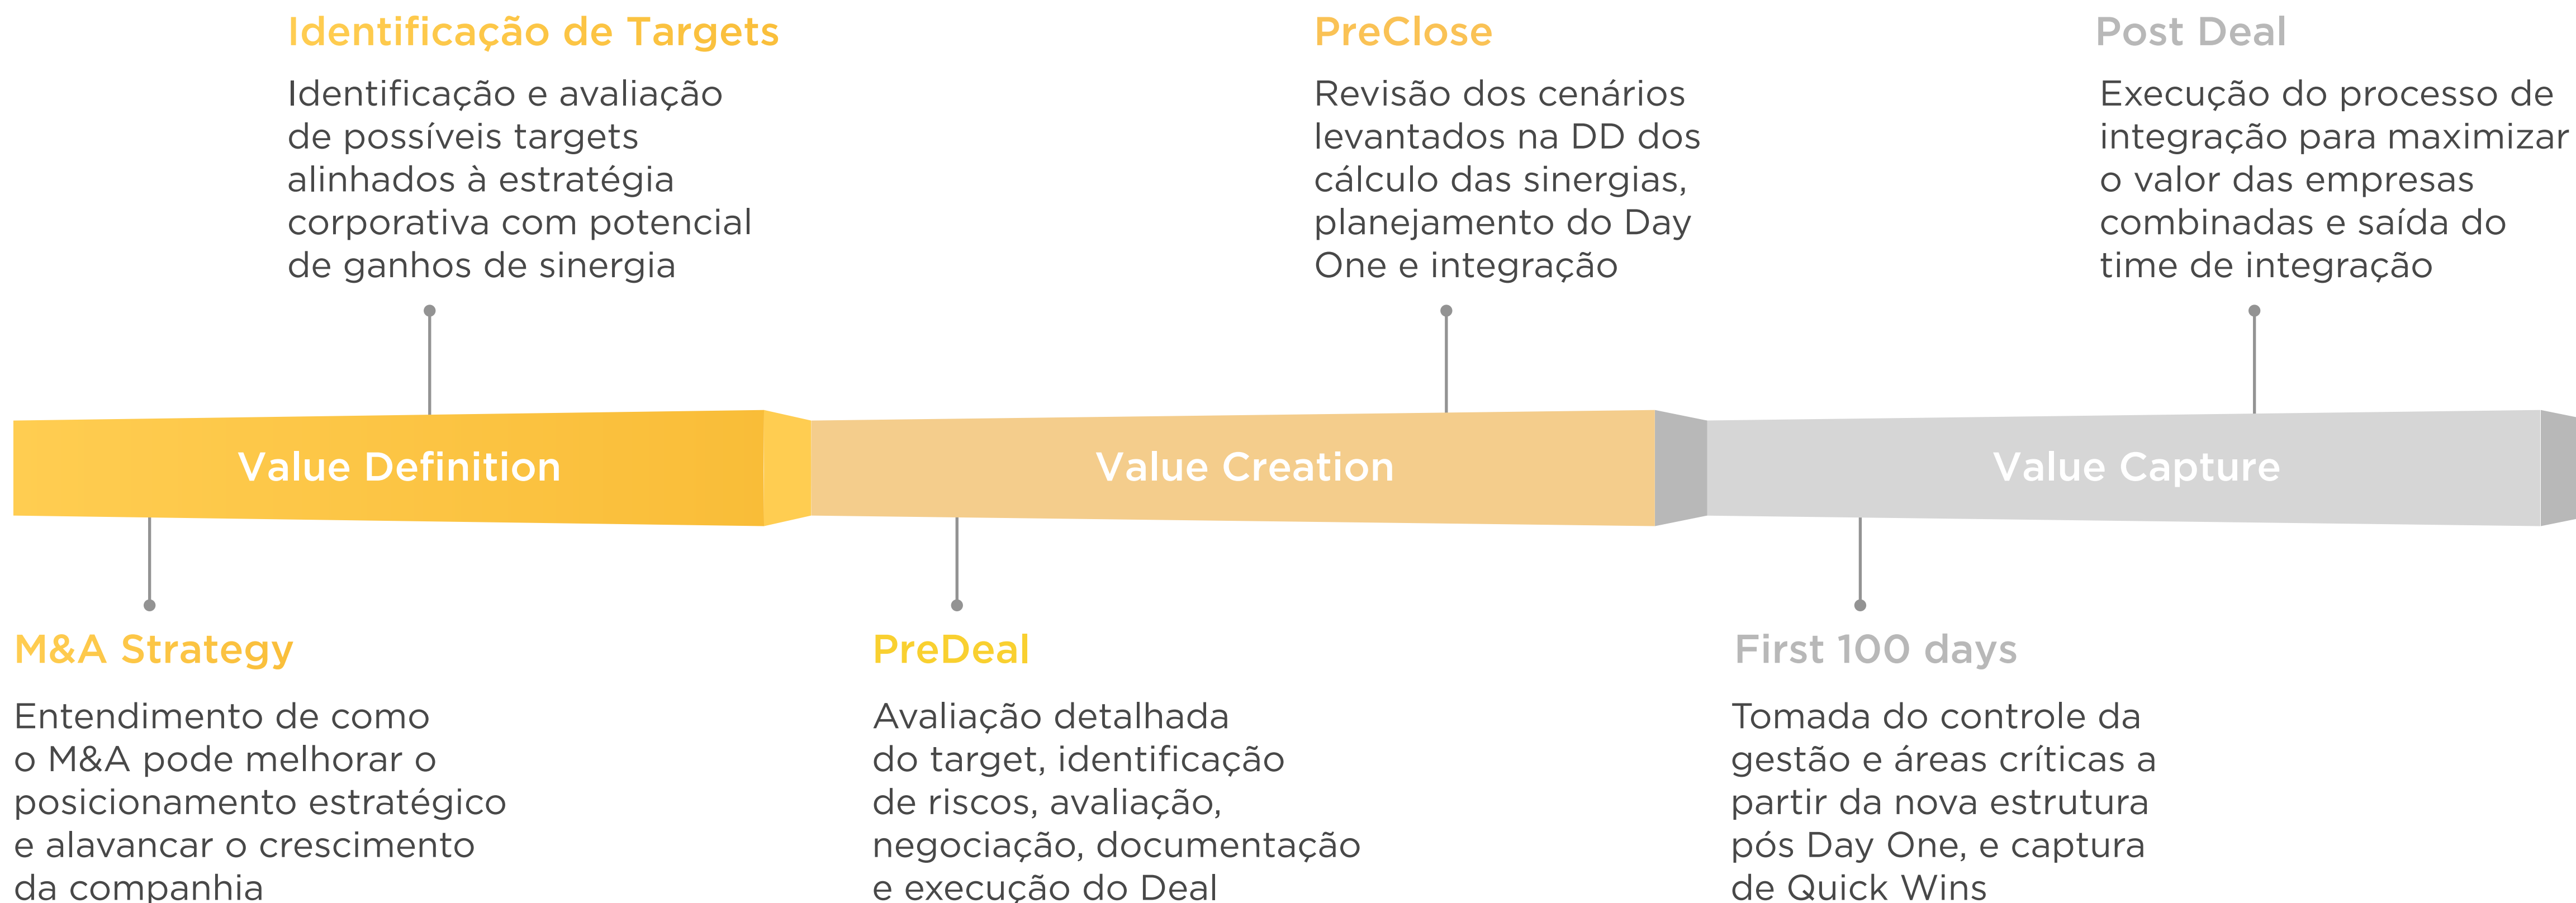 Identificação de Targets
Identificação e avaliação
de possíveis targets
alinhados à estratégia
corporativa com potencial
de ganhos de sinergia
PreClose
Revisão dos cenários
levantados na DD dos
cálculo das sinergias,
planejamento do Day
One e integração
Post Deal
Execução do processo de
integração para maximizar
o valor das empresas
combinadas e saída do
time de integração
Value Definition
Value Creation
Value Capture
M&A Strategy
Entendimento de como
o M&A pode melhorar o
posicionamento estratégico
e alavancar o crescimento
da companhia
PreDeal
Avaliação detalhada
do target, identificação
de riscos, avaliação,
negociação, documentação
e execução do Deal
First 100 days
Tomada do controle da
gestão e áreas críticas a
partir da nova estrutura
pós Day One, e captura
de Quick Wins